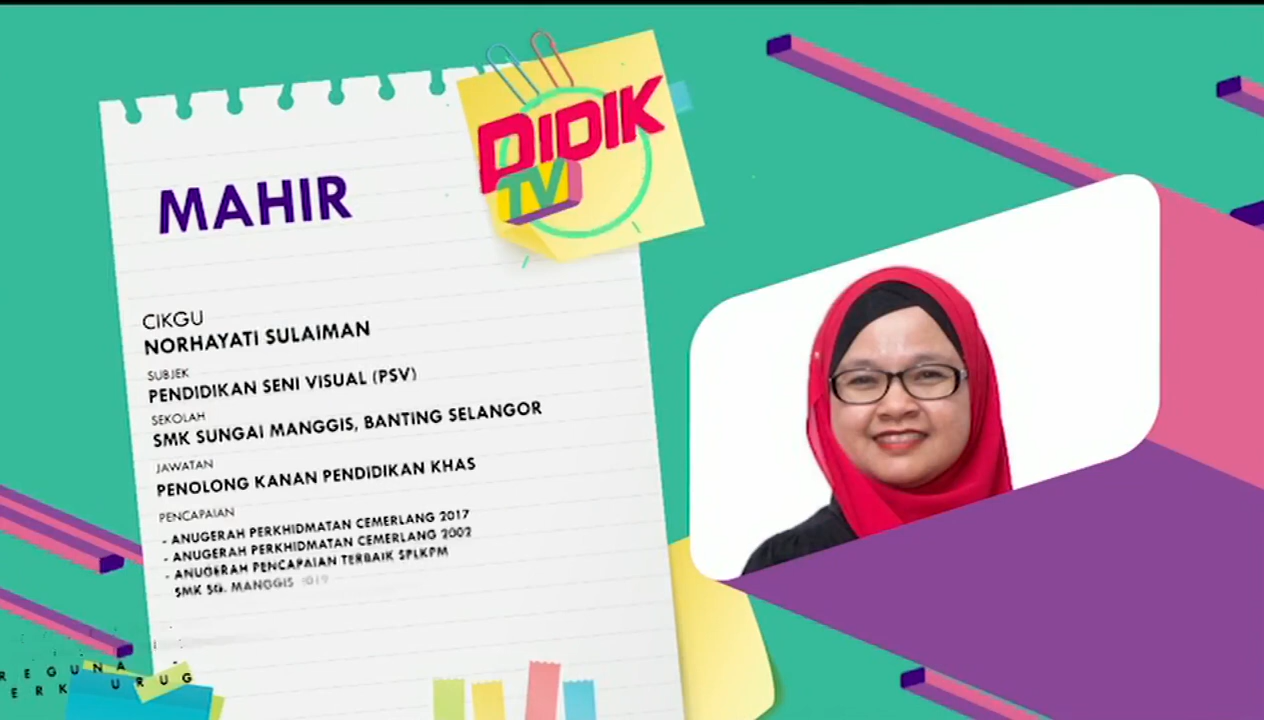 DIDIK
TV
MAHIR
CIKGU
NORHAYATI SULAIMAN
SUBJEK
PENDIDIKAN SENI VISUAL (PSV)
SEKOLAH
SMK SUNGAI MANGGIS, BANTING SELANGOR
JAWATAN
PENOLONG KANAN PENDIDIKAN KHAS
PENCAPAIAN
- ANUGERAH PERKHIDMATAN CEMERLANG 2017
- ANUGERAH PERKHIDMATAN CEMERLANG 2002
- ANUGERAH PENCAPAIAN TERBAIK SPLKPM
SMK SG. MANGGIS 2019